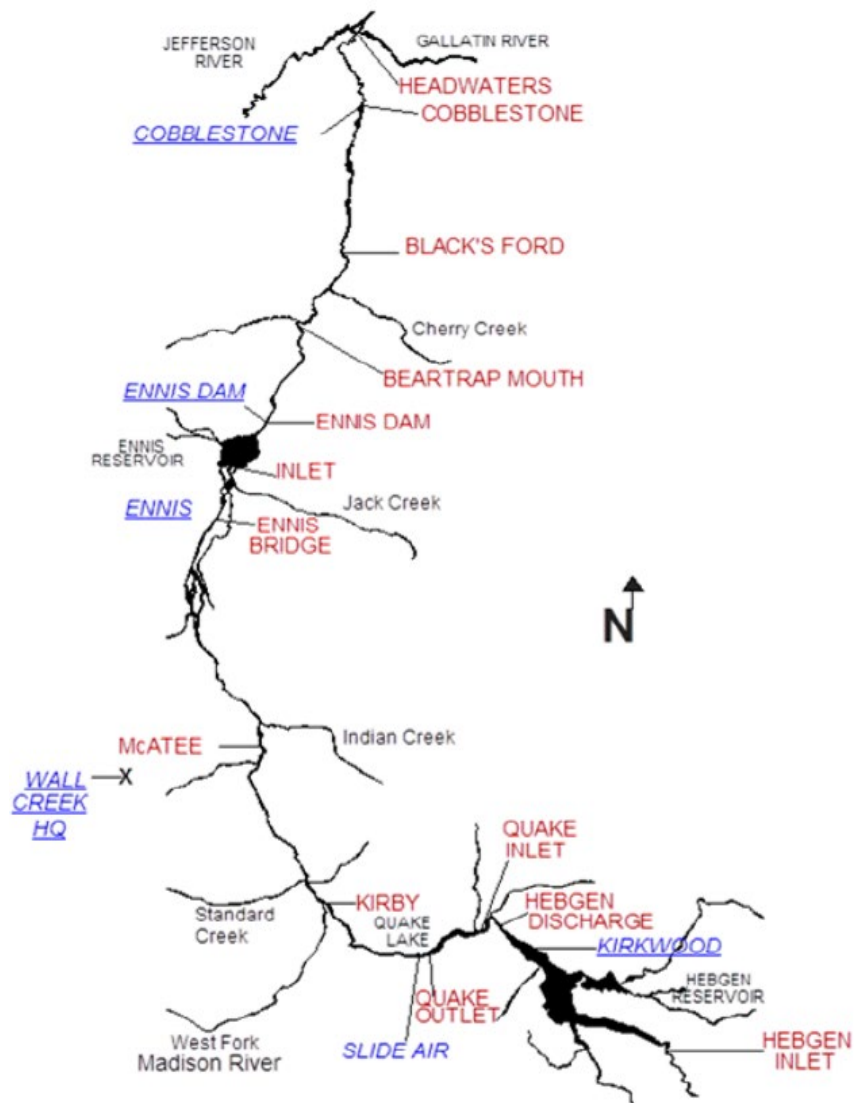 JEFFERSON
RIVER
GALLATIN RIVER
HEADWATERS
COBBLESTONE
COBBLESTONE
BLACK'S FORD
Cherry Creek
BEARTRAP MOUTH
ENNIS DAM
ENNIS DAM
ENNIS
RESERVOIR
INLET
ENNIS
Jack Creek
ENNIS
BRIDGE
N
McATEE
Indian Creek
WALL
CREEK
HQ
X
QUAKE
INLET
KIRBY
HEBGEN
DISCHARGE
Standard
Creek
QUAKE
LAKE
KIRKWOOD
HEBGEN
RESERVOIR
QUAKE
OUTLET
West Fork
Madison River
SLIDE AIR
HEBGEN
INLET